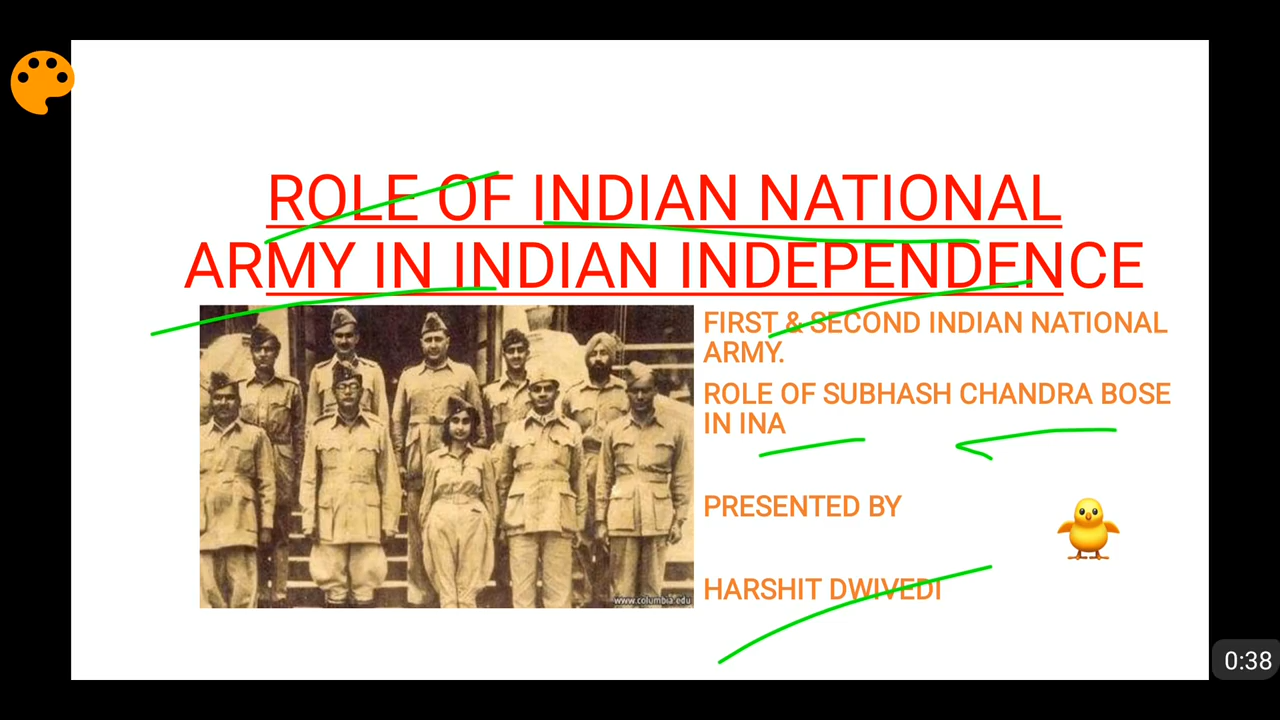 ROLE OF INDIAN NATIONAL
ARMY IN INDIAN INDEPENDENCE
FIRST & SECOND INDIAN NATIONAL
ARMY.
ROLE OF SUBHASH CHANDRA BOSE
IN INA
PRESENTED BY
HARSHIT DWIVEDI
www.columbia.edu
0:38